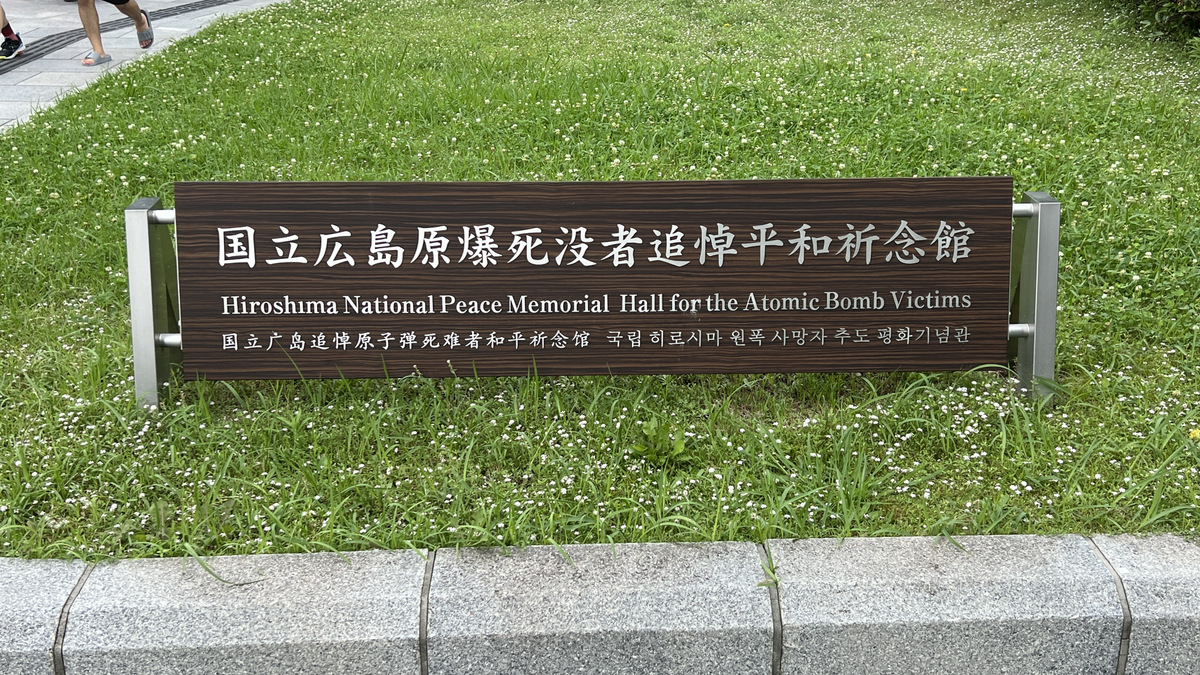 国立広島原爆死没者追悼平和祈念館
Hiroshima National Peace Memorial Hall for the Atomic Bomb Victims
国立广岛追悼原子弹死难者和平祈念馆 국립 히로시마 원폭 사망자 추도 평화기념관